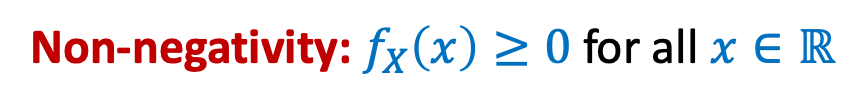 Non-negativity: f_X(x) ≥ 0 for all x ∈ ℝ